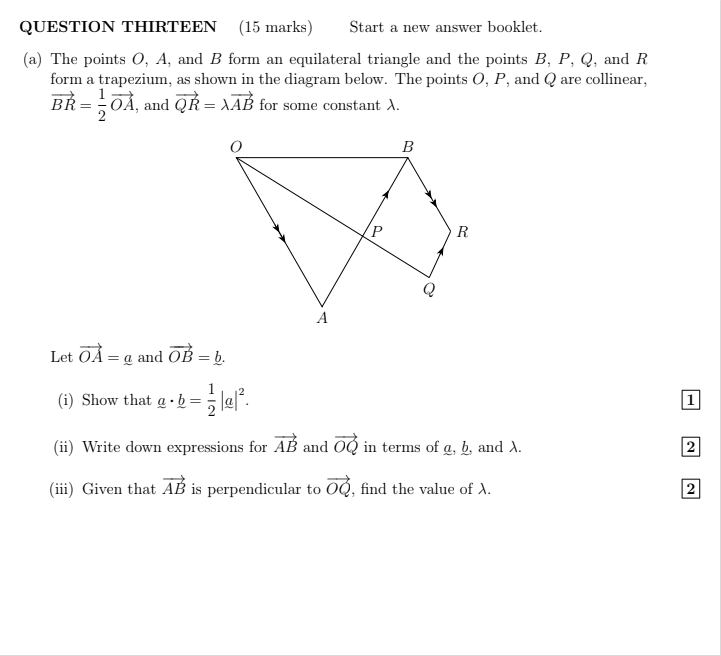 QUESTION THIRTEEN (15 marks) Start a new answer booklet.
(a) The points O, A, and B form an equilateral triangle and the points B, P, Q, and R
form a trapezium, as shown in the diagram below. The points O, P, and Q are collinear,
$\overrightarrow{BR} = \frac{1}{2}\overrightarrow{OA}$, and $\overrightarrow{QR} = \lambda\overrightarrow{AB}$ for some constant λ.
O
B
P
R
Q
A
Let $\overrightarrow{OA} = \underset{\sim}{a}$ and $\overrightarrow{OB} = \underset{\sim}{b}$.
(i) Show that $\underset{\sim}{a} \cdot \underset{\sim}{b} = \frac{1}{2}|\underset{\sim}{a}|^2$. 1
(ii) Write down expressions for $\overrightarrow{AB}$ and $\overrightarrow{OQ}$ in terms of $\underset{\sim}{a}$, $\underset{\sim}{b}$, and λ. 2
(iii) Given that $\overrightarrow{AB}$ is perpendicular to $\overrightarrow{OQ}$, find the value of λ. 2